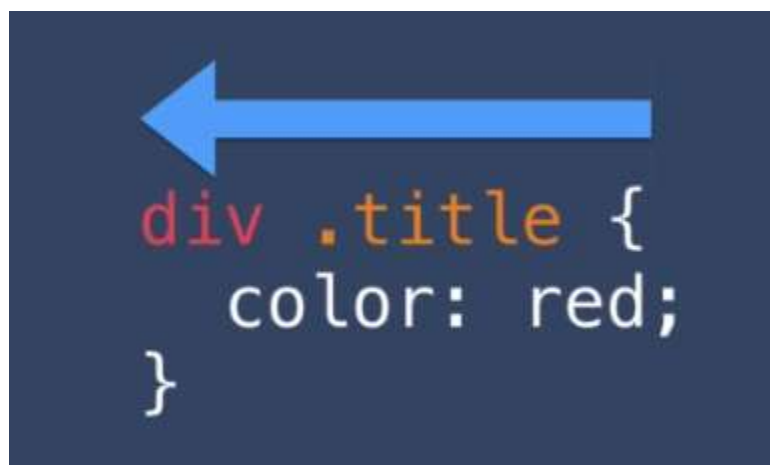 div .title {
  color: red;
}